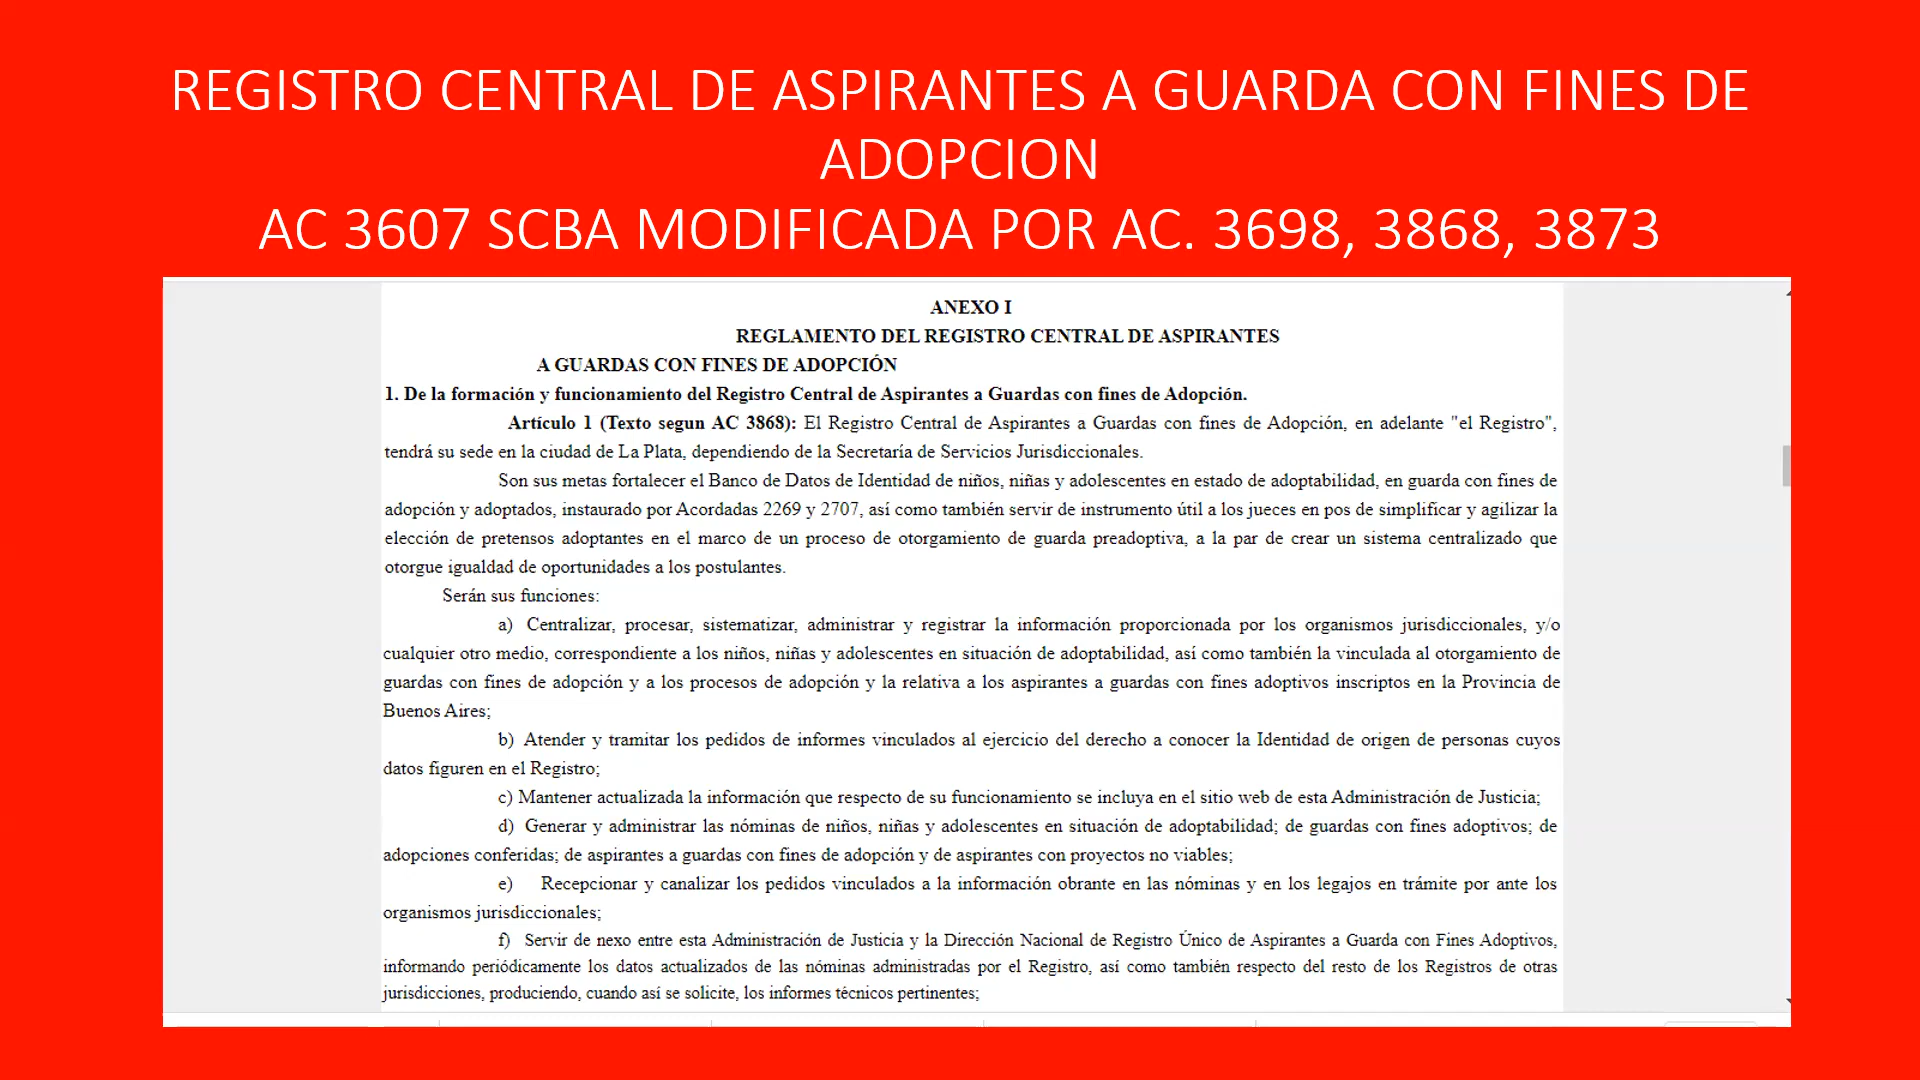 REGISTRO CENTRAL DE ASPIRANTES A GUARDA CON FINES DE
ADOPCION
AC 3607 SCBA MODIFICADA POR AC. 3698, 3868, 3873
ANEXO I
REGLAMENTO DEL REGISTRO CENTRAL DE ASPIRANTES
A GUARDAS CON FINES DE ADOPCIÓN
1. De la formación y funcionamiento del Registro Central de Aspirantes a Guardas con fines de Adopción.
Artículo 1 (Texto segun AC 3868): El Registro Central de Aspirantes a Guardas con fines de Adopción, en adelante "el Registro",
tendrá su sede en la ciudad de La Plata, dependiendo de la Secretaría de Servicios Jurisdiccionales.
Son sus metas fortalecer el Banco de Datos de Identidad de niños, niñas y adolescentes en estado de adoptabilidad, en guarda con fines de
adopción y adoptados, instaurado por Acordadas 2269 y 2707, así como también servir de instrumento útil a los jueces en pos de simplificar y agilizar la
elección de pretensos adoptantes en el marco de un proceso de otorgamiento de guarda preadoptiva, a la par de crear un sistema centralizado que
otorgue igualdad de oportunidades a los postulantes.
Serán sus funciones:
a) Centralizar, procesar, sistematizar, administrar y registrar la información proporcionada por los organismos jurisdiccionales, y/o
cualquier otro medio, correspondiente a los niños, niñas y adolescentes en situación de adoptabilidad, así como también la vinculada al otorgamiento de
guardas con fines de adopción y a los procesos de adopción y la relativa a los aspirantes a guardas con fines adoptivos inscriptos en la Provincia de
Buenos Aires;
b) Atender y tramitar los pedidos de informes vinculados al ejercicio del derecho a conocer la Identidad de origen de personas cuyos
datos figuren en el Registro;
c) Mantener actualizada la información que respecto de su funcionamiento se incluya en el sitio web de esta Administración de Justicia;
d) Generar y administrar las nóminas de niños, niñas y adolescentes en situación de adoptabilidad; de guardas con fines adoptivos; de
adopciones conferidas; de aspirantes a guardas con fines de adopción y de aspirantes con proyectos no viables;
e) Recepcionar y canalizar los pedidos vinculados a la información obrante en las nóminas y en los legajos en trámite por ante los
organismos jurisdiccionales;
f) Servir de nexo entre esta Administración de Justicia y la Dirección Nacional de Registro Único de Aspirantes a Guarda con Fines Adoptivos,
informando periódicamente los datos actualizados de las nóminas administradas por el Registro, así como también respecto del resto de los Registros de otras
jurisdicciones, produciendo, cuando así se solicite, los informes técnicos pertinentes;